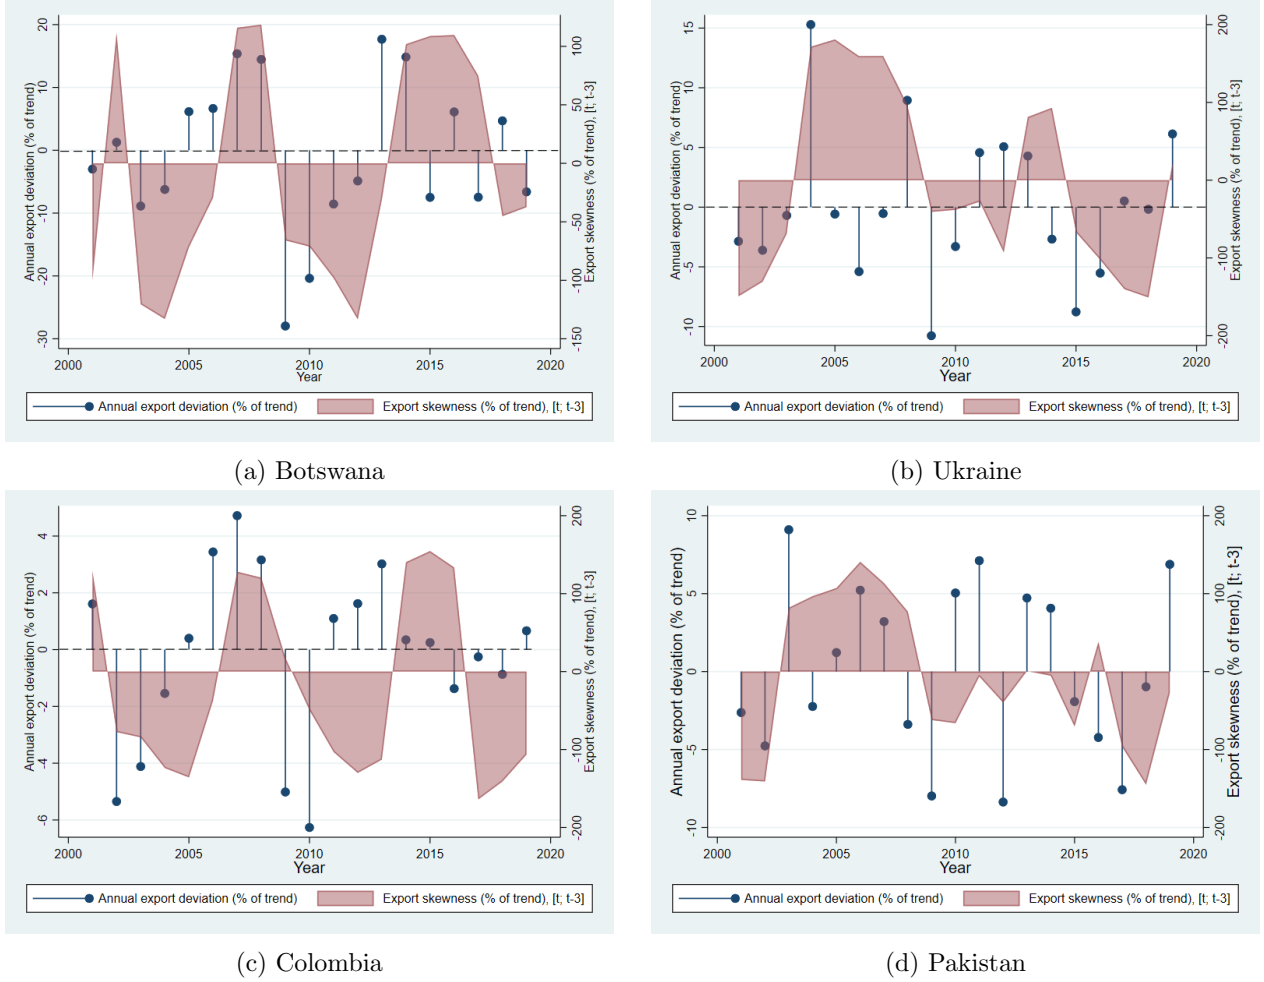 Annual export deviation (% of trend)
20
10
0
-10
-20
-30
100
50
0
-50
-100
-150
Export skewness (% of trend), [t; t-3]
2000 2005 2010 2015 2020
Year
Annual export deviation (% of trend) Export skewness (% of trend), [t; t-3]
(a) Botswana
Annual export deviation (% of trend)
15
10
5
0
-5
-10
200
100
0
-100
-200
Export skewness (% of trend), [t; t-3]
2000 2005 2010 2015 2020
Year
Annual export deviation (% of trend) Export skewness (% of trend), [t; t-3]
(b) Ukraine
Annual export deviation (% of trend)
4
2
0
-2
-4
-6
200
100
0
-100
-200
Export skewness (% of trend), [t; t-3]
2000 2005 2010 2015 2020
Year
Annual export deviation (% of trend) Export skewness (% of trend), [t; t-3]
(c) Colombia
Annual export deviation (% of trend)
10
5
0
-5
-10
200
100
0
-100
-200
Export skewness (% of trend), [t; t-3]
2000 2005 2010 2015 2020
Year
Annual export deviation (% of trend) Export skewness (% of trend), [t; t-3]
(d) Pakistan